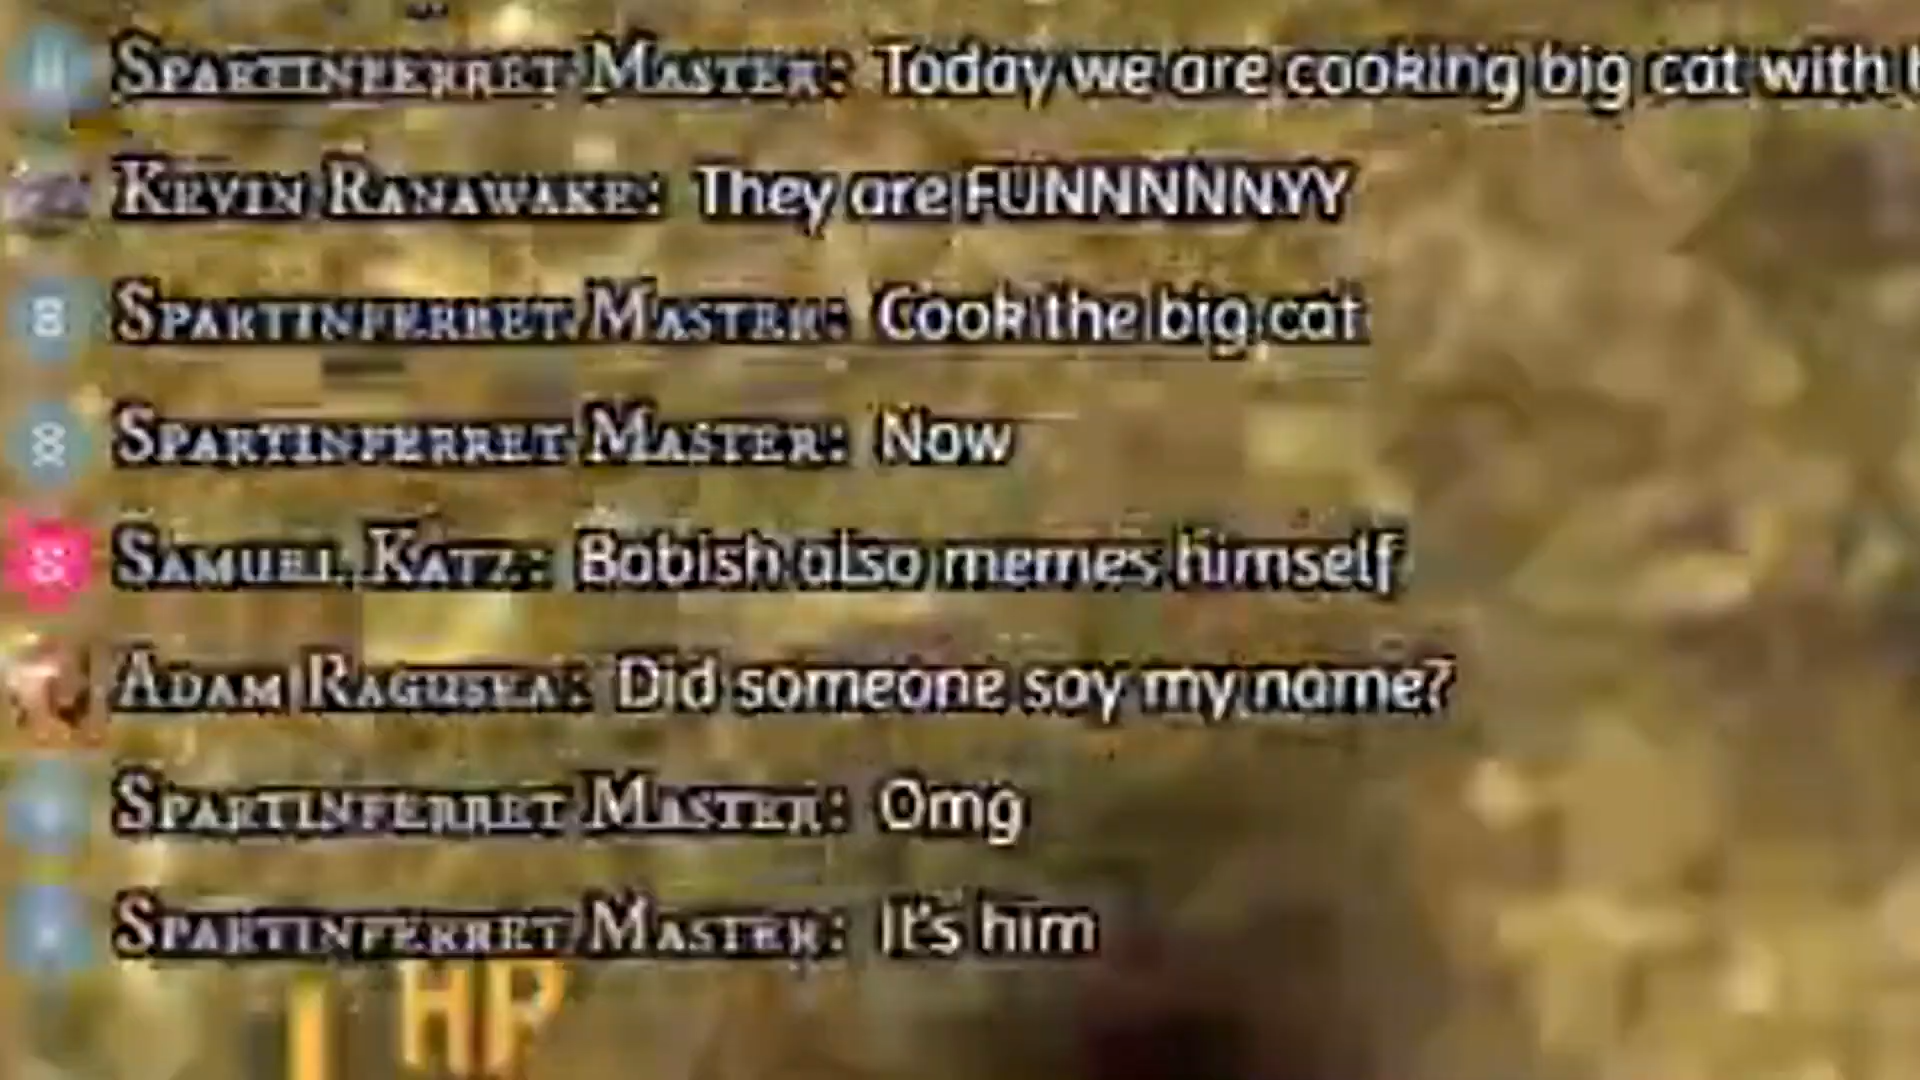 SPARTINFERRET MASTER: Today we are cooking big cat with
KEVIN RANAWAKE: They are FUNNNNNYY
SPARTINFERRET MASTER: Cook the big cat
SPARTINFERRET MASTER: Now
SAMUEL KATZ: Babish also memes himself
ADAM RAGUSEA: Did someone say my name?
SPARTINFERRET MASTER: Omg
SPARTINFERRET MASTER: It's him
HP